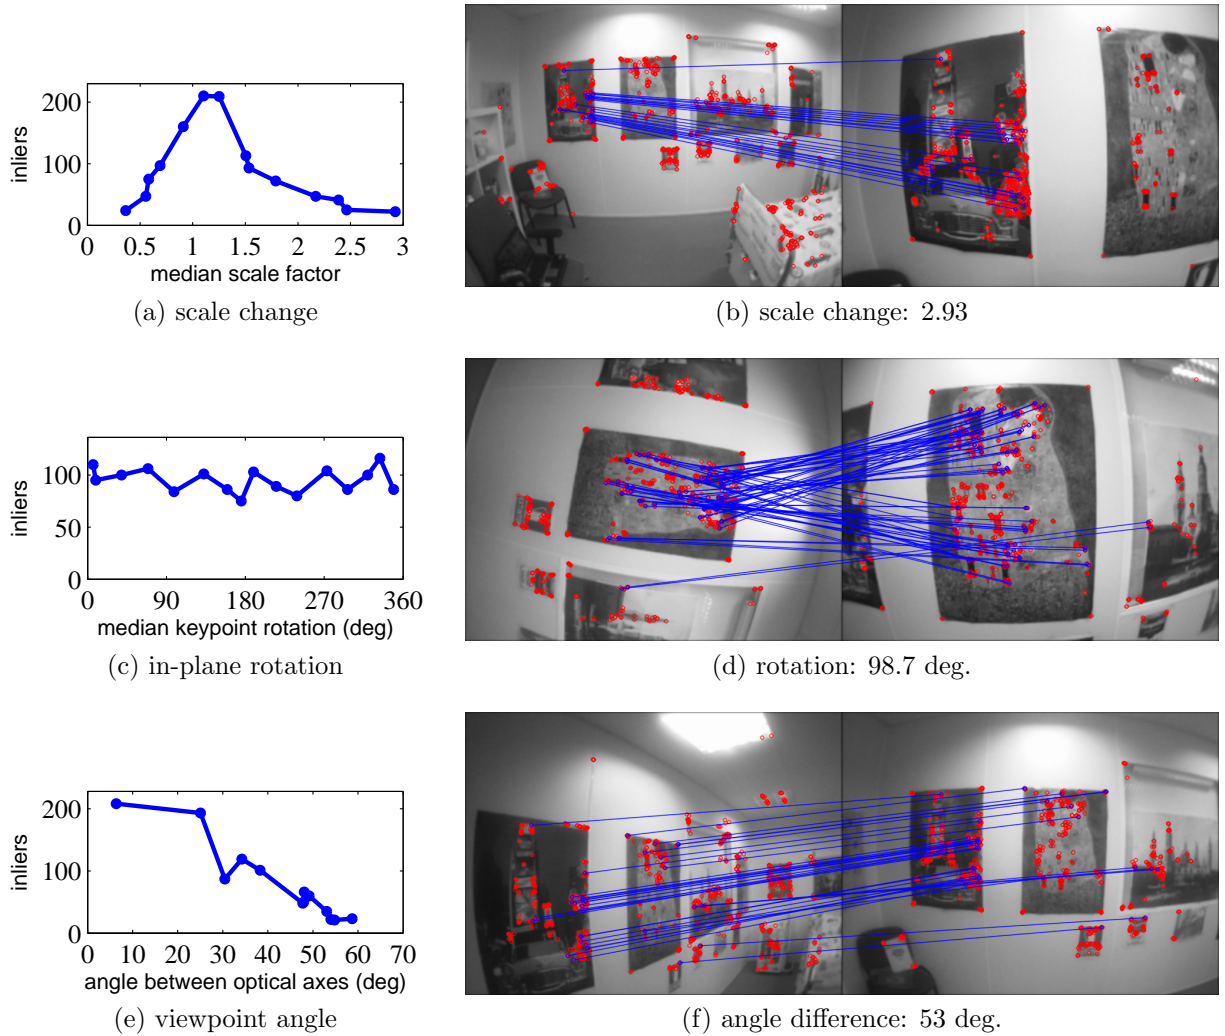 inliers
200
100
0
0 0.5 1 1.5 2 2.5 3
median scale factor
(a) scale change
(b) scale change: 2.93
inliers
100
50
0
0 90 180 270 360
median keypoint rotation (deg)
(c) in-plane rotation
(d) rotation: 98.7 deg.
inliers
200
100
0
0 10 20 30 40 50 60 70
angle between optical axes (deg)
(e) viewpoint angle
(f) angle difference: 53 deg.